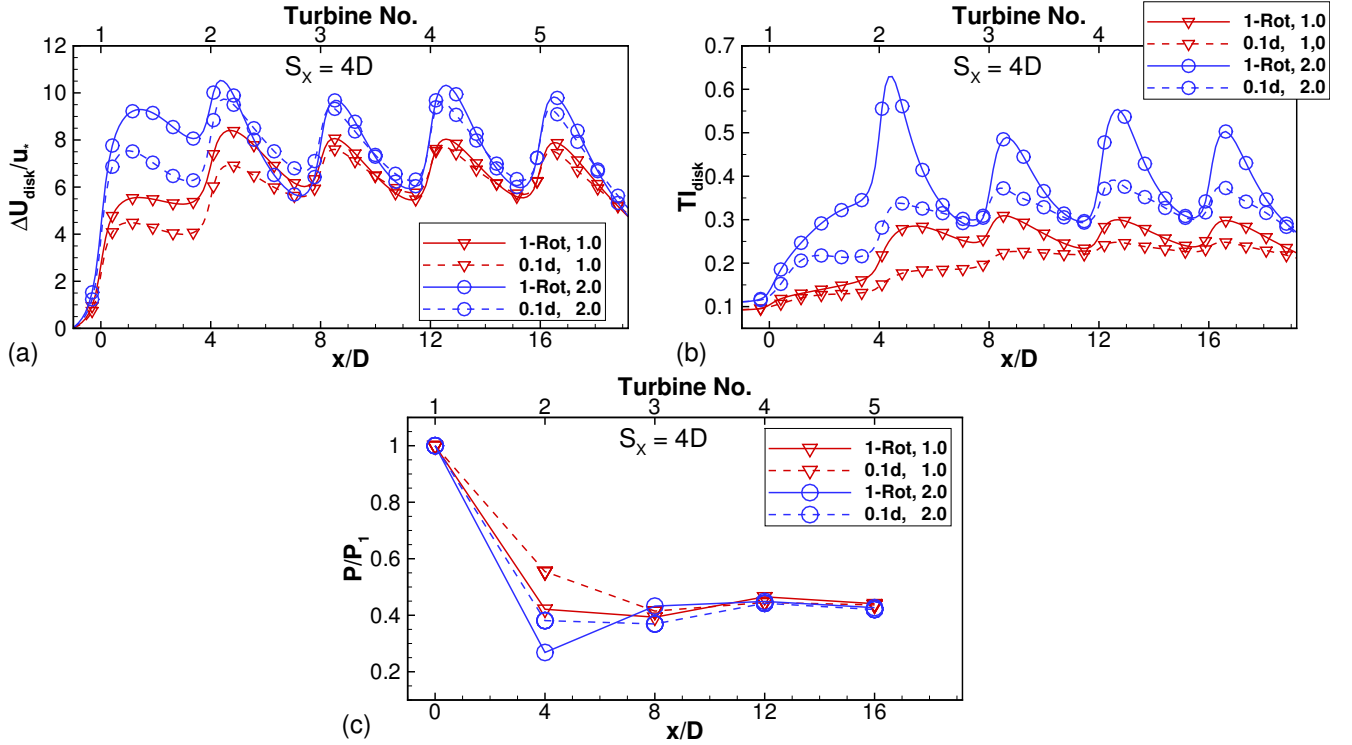 Turbine No.
1 2 3 4 5
S_X = 4D
ΔU_disk/u_*
12
10
8
6
4
2
0
1-Rot, 1.0
0.1d, 1.0
1-Rot, 2.0
0.1d, 2.0
0 4 8 12 16
x/D
(a)
Turbine No.
1 2 3 4
S_X = 4D
1-Rot, 1.0
0.1d, 1,0
1-Rot, 2.0
0.1d, 2.0
TI_disk
0.7
0.6
0.5
0.4
0.3
0.2
0.1
0 4 8 12 16
x/D
(b)
Turbine No.
1 2 3 4 5
S_X = 4D
1-Rot, 1.0
0.1d, 1.0
1-Rot, 2.0
0.1d, 2.0
P/P_1
1
0.8
0.6
0.4
0.2
0 4 8 12 16
x/D
(c)